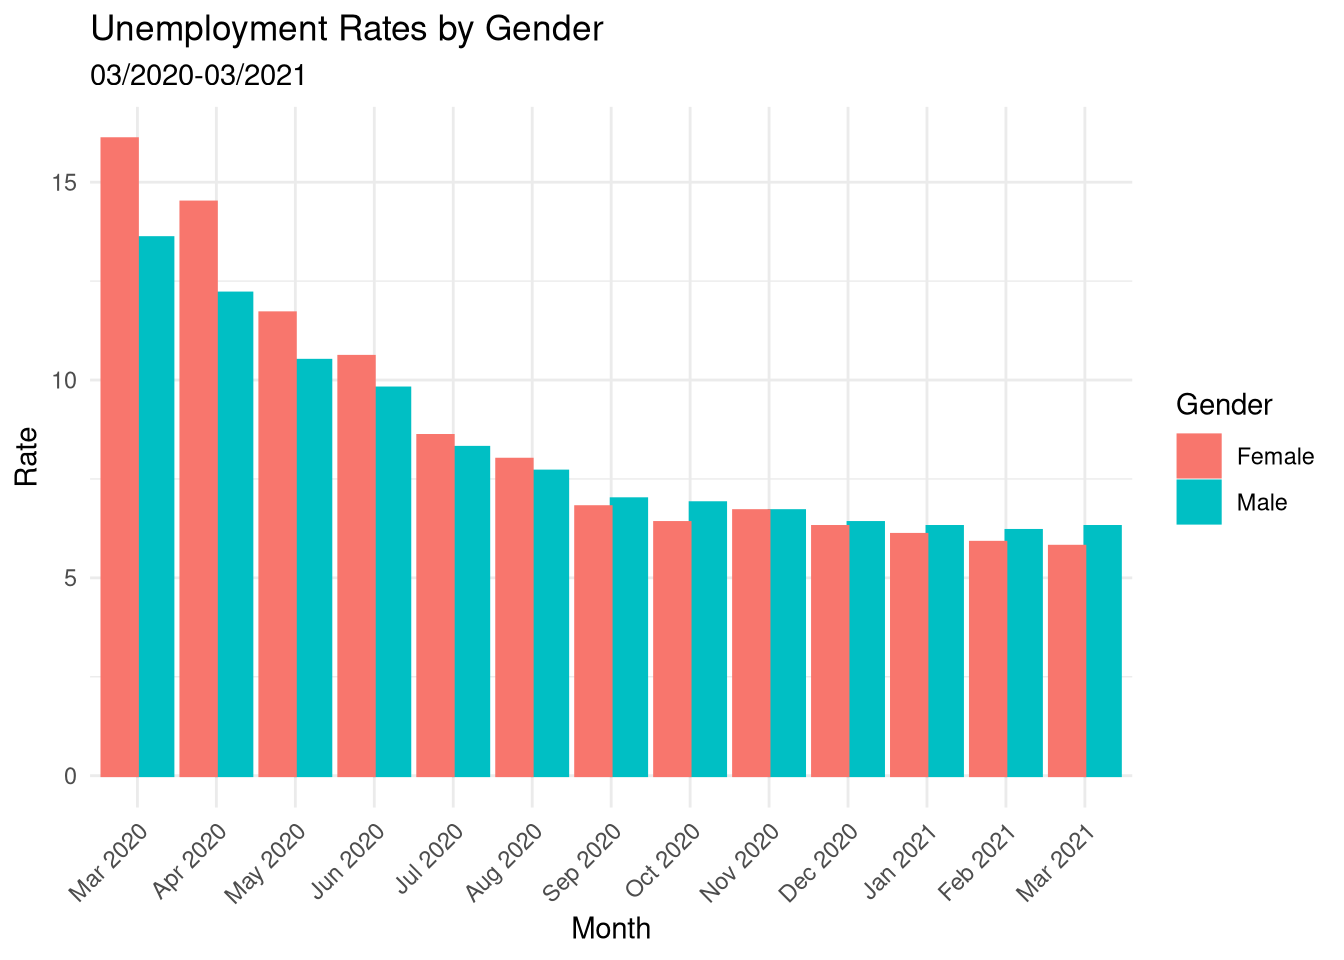 Unemployment Rates by Gender
03/2020-03/2021
15
10
5
0
Rate
Mar 2020
Apr 2020
May 2020
Jun 2020
Jul 2020
Aug 2020
Sep 2020
Oct 2020
Nov 2020
Dec 2020
Jan 2021
Feb 2021
Mar 2021
Month
Gender
Female
Male